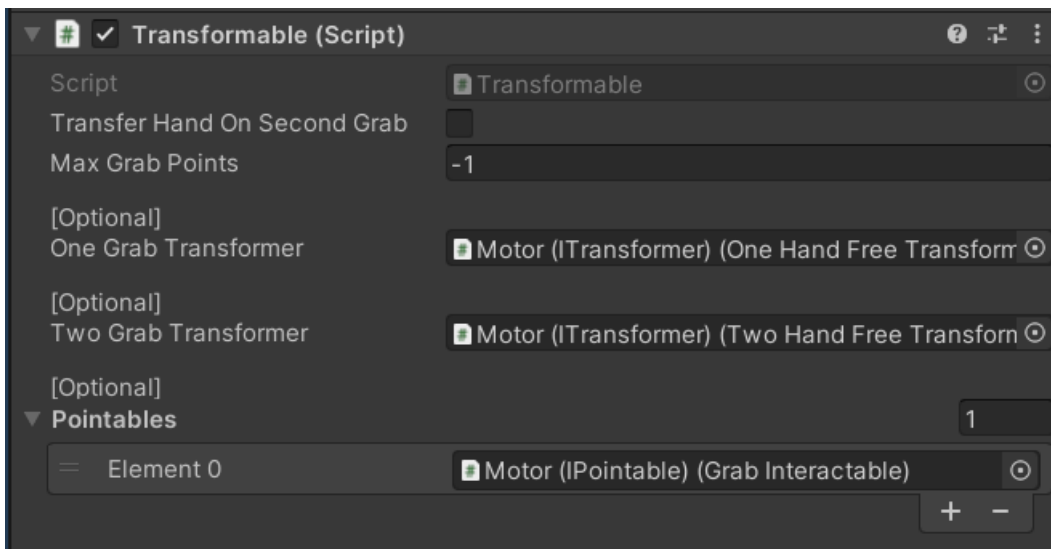 Transformable (Script)
Script Transformable
Transfer Hand On Second Grab
Max Grab Points -1
[Optional]
One Grab Transformer Motor (ITransformer) (One Hand Free Transform
[Optional]
Two Grab Transformer Motor (ITransformer) (Two Hand Free Transforn
[Optional]
Pointables 1
Element 0 Motor (IPointable) (Grab Interactable)